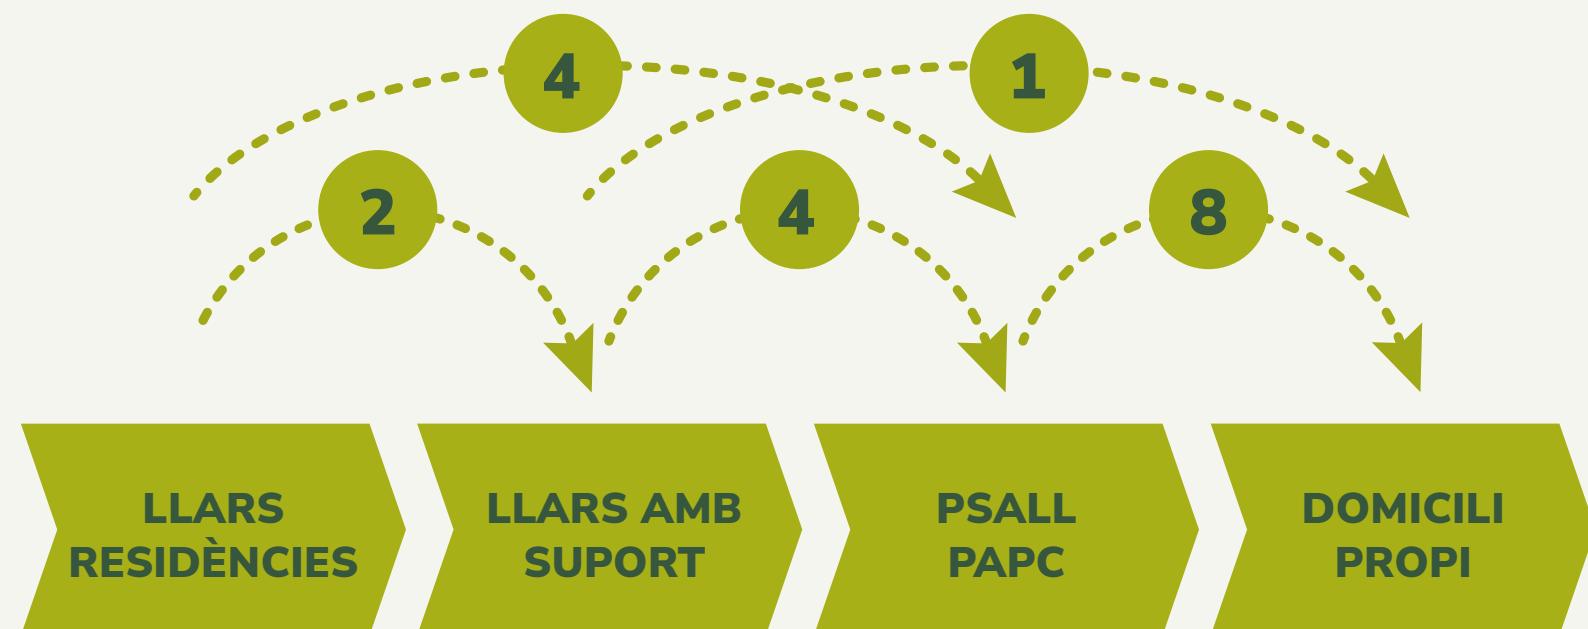 4
1
2
4
8
LLARS
RESIDÈNCIES
LLARS AMB
SUPORT
PSALL
PAPC
DOMICILI
PROPI